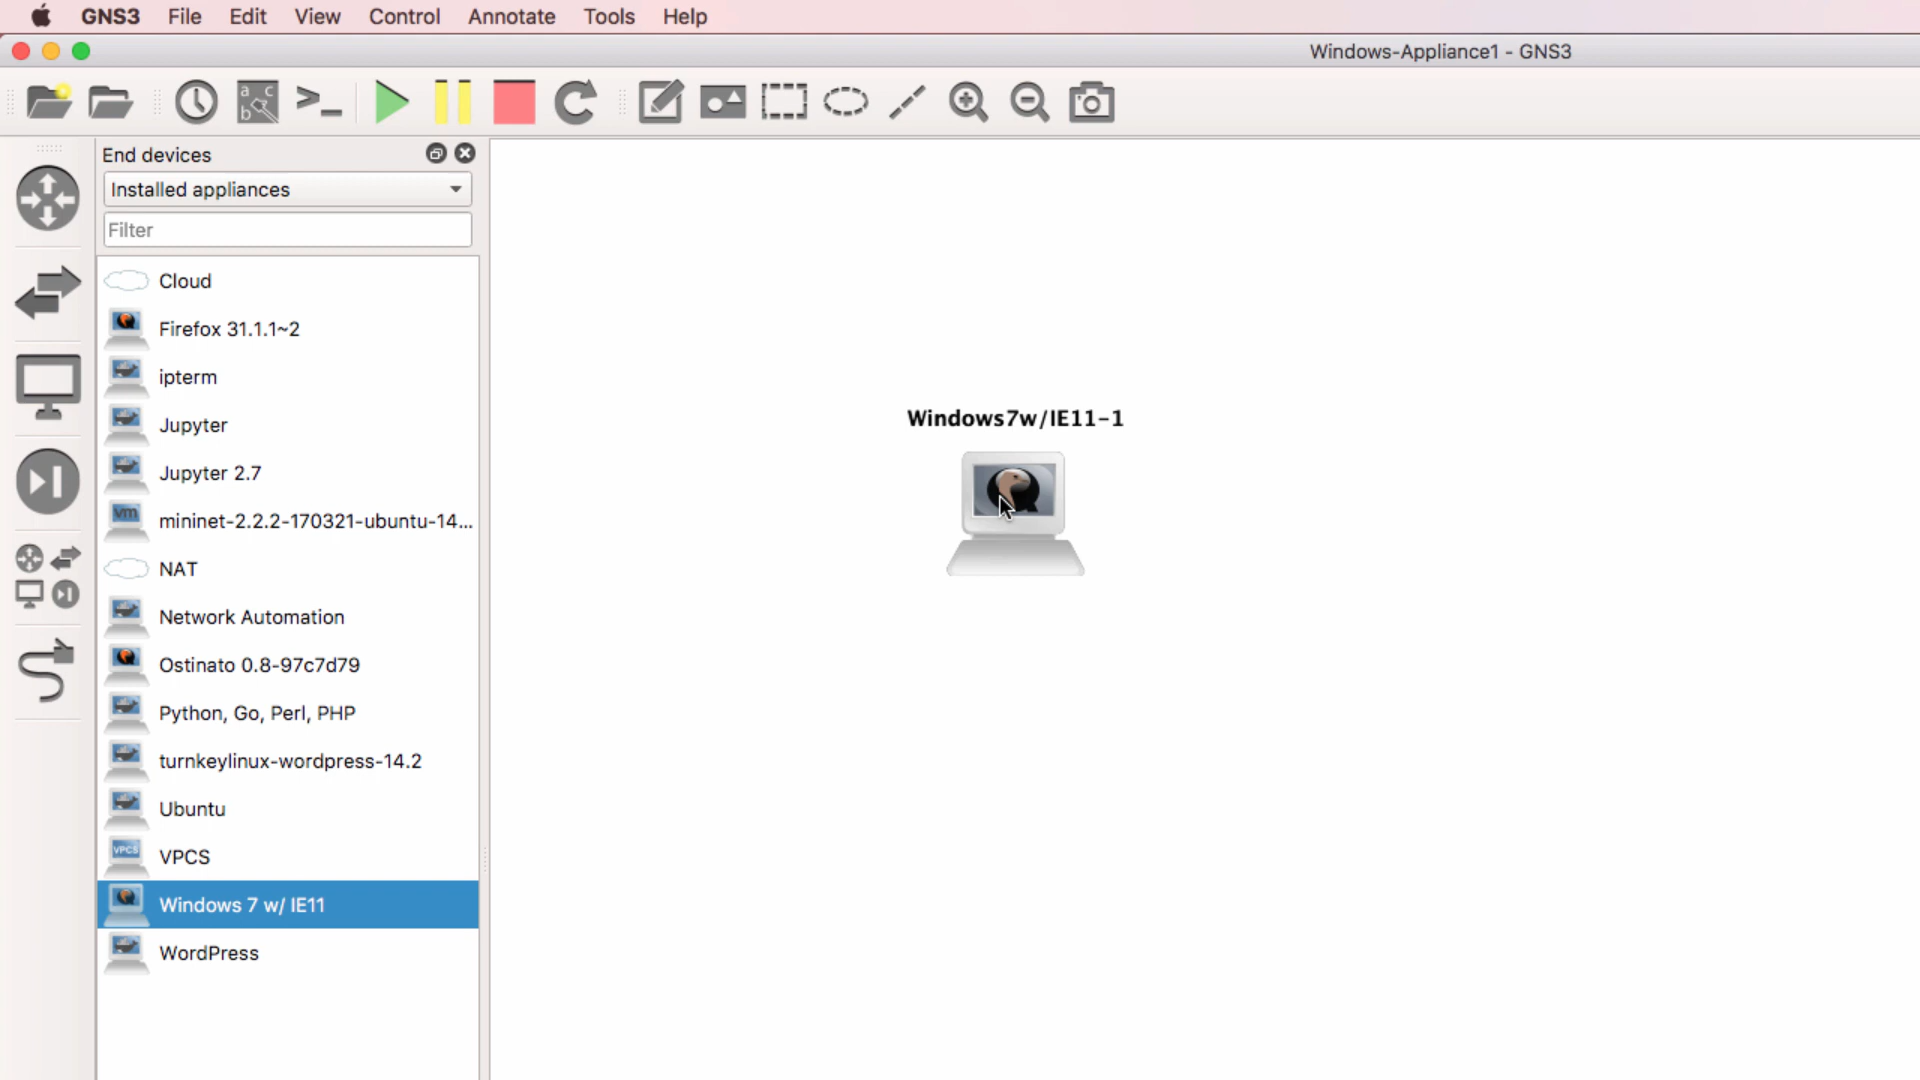 GNS3 File Edit View Control Annotate Tools Help
Windows-Appliance1 - GNS3
a c
b
>_
End devices
Installed appliances
Filter
Cloud
Firefox 31.1.1~2
ipterm
Jupyter
Jupyter 2.7
vm mininet-2.2.2-170321-ubuntu-14...
NAT
Network Automation
Ostinato 0.8-97c7d79
Python, Go, Perl, PHP
turnkeylinux-wordpress-14.2
Ubuntu
VPCS VPCS
Windows 7 w/ IE11
WordPress
Windows7w/IE11-1